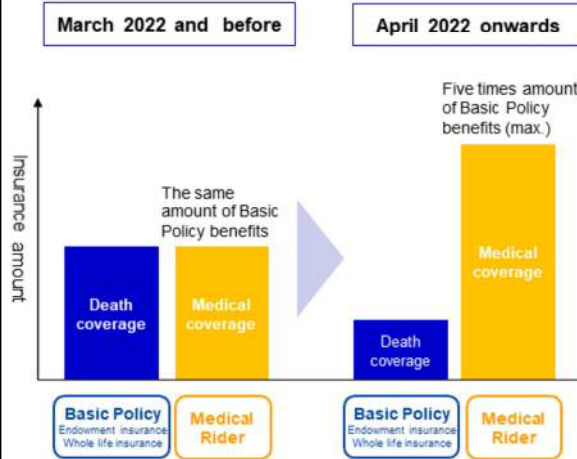 March 2022 and before
April 2022 onwards
Insurance amount
The same
amount of Basic
Policy benefits
Five times amount
of Basic Policy
benefits (max.)
Death
coverage
Medical
coverage
Death
coverage
Medical
coverage
Basic Policy
Endowment insurance
Whole life insurance
Medical
Rider
Basic Policy
Endowment insurance
Whole life insurance
Medical
Rider